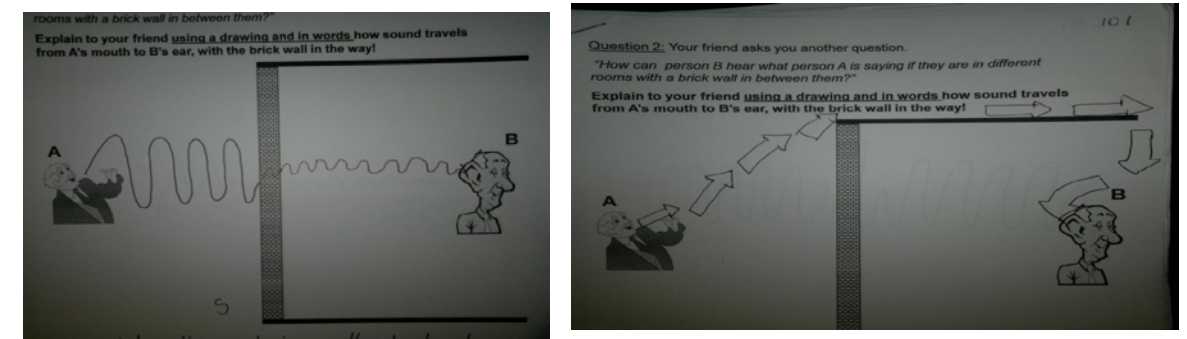 rooms with a brick wall in between them?"
Explain to your friend using a drawing and in words how sound travels
from A's mouth to B's ear, with the brick wall in the way!
A
B
S
101
Question 2: Your friend asks you another question.
"How can person B hear what person A is saying if they are in different
rooms with a brick wall in between them?"
Explain to your friend using a drawing and in words how sound travels
from A's mouth to B's ear, with the brick wall in the way!
A
B